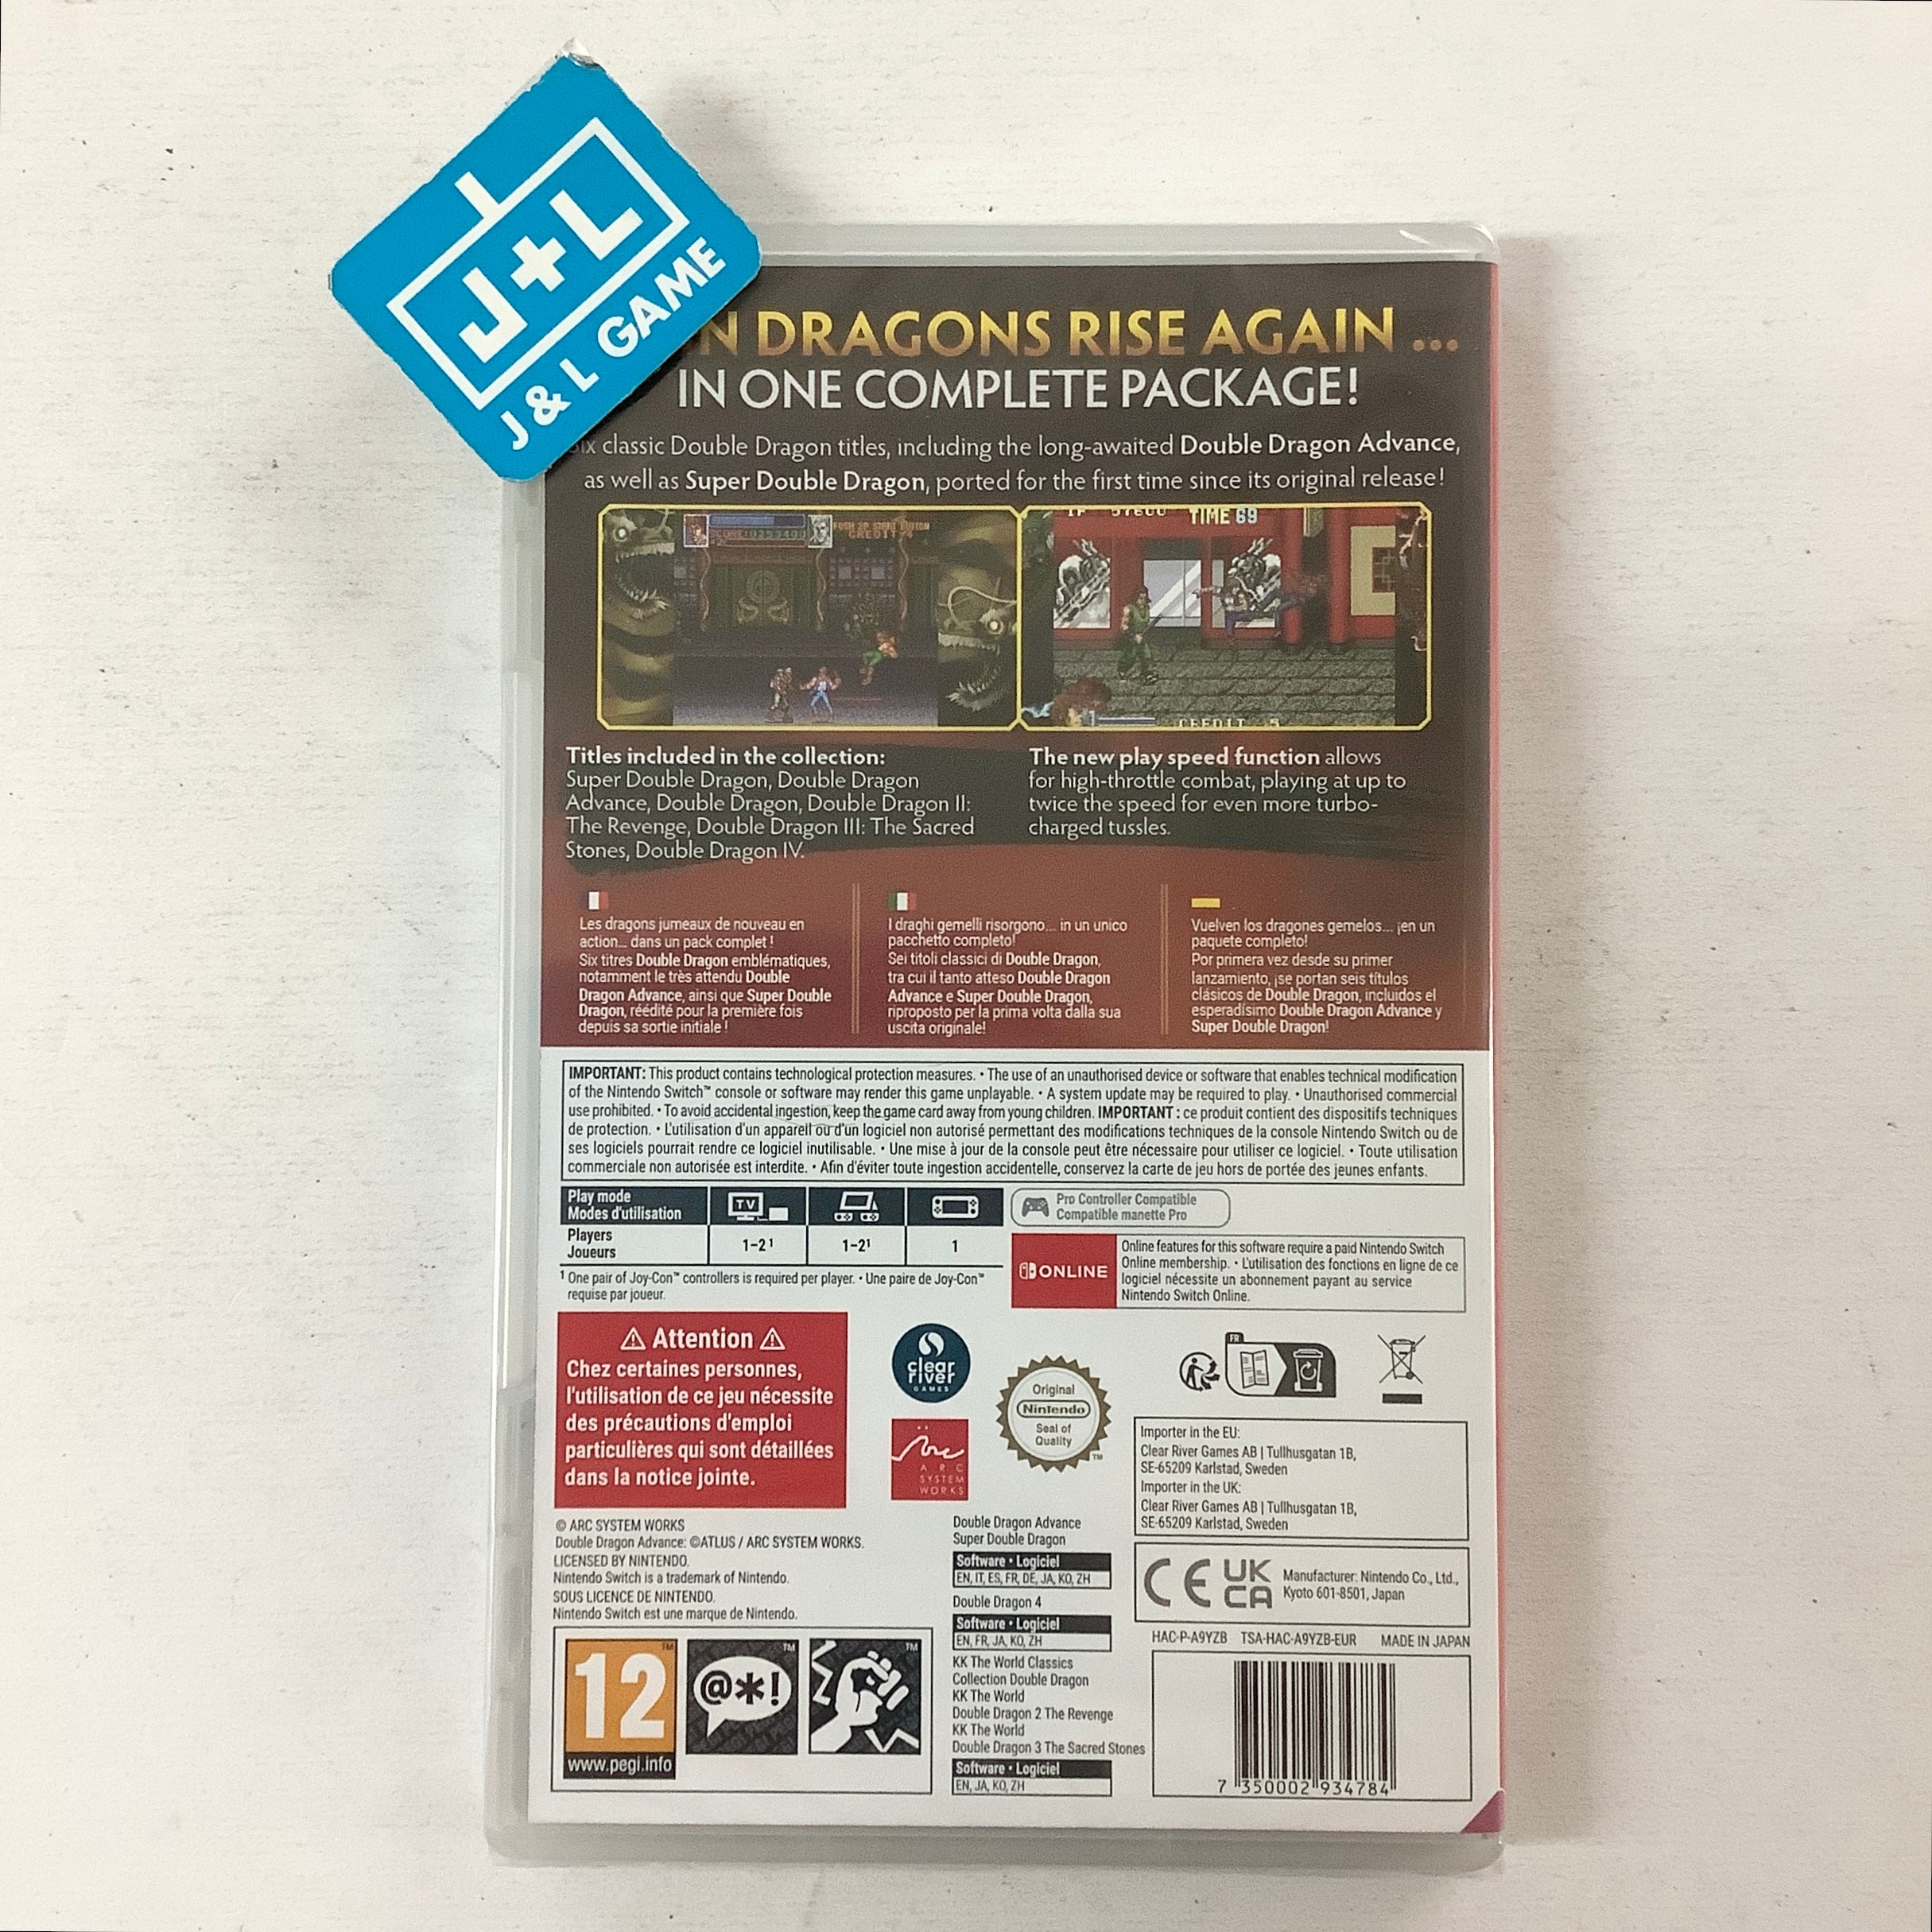 J+L
J & L GAME
DRAGONS RISE AGAIN ...
IN ONE COMPLETE PACKAGE!
classic Double Dragon titles, including the long-awaited Double Dragon Advance,
as well as Super Double Dragon, ported for the first time since its original release!
PUSH 2P START BUTTON
CREDIT 4
TIME 69
CREDIT 5
Titles included in the collection:
Super Double Dragon, Double Dragon
Advance, Double Dragon, Double Dragon II:
The Revenge, Double Dragon III: The Sacred
Stones, Double Dragon IV.
The new play speed function allows
for high-throttle combat, playing at up to
twice the speed for even more turbo-
charged tussles.
Les dragons jumeaux de nouveau en
action... dans un pack complet !
Six titres Double Dragon emblématiques,
notamment le très attendu Double
Dragon Advance, ainsi que Super Double
Dragon, réédité pour la première fois
depuis sa sortie initiale !
I draghi gemelli risorgono... in un unico
pacchetto completo!
Sei titoli classici di Double Dragon,
tra cui il tanto atteso Double Dragon
Advance e Super Double Dragon,
riproposto per la prima volta dalla sua
uscita originale!
Vuelven los dragones gemelos... ¡en un
paquete completo!
Por primera vez desde su primer
lanzamiento, ¡se portan seis títulos
clásicos de Double Dragon, incluidos el
esperadísimo Double Dragon Advance y
Super Double Dragon!
IMPORTANT: This product contains technological protection measures. • The use of an unauthorised device or software that enables technical modification
of the Nintendo Switch™ console or software may render this game unplayable. • A system update may be required to play. • Unauthorised commercial
use prohibited. • To avoid accidental ingestion, keep the game card away from young children. IMPORTANT : ce produit contient des dispositifs techniques
de protection. • L'utilisation d'un appareil ou d'un logiciel non autorisé permettant des modifications techniques de la console Nintendo Switch ou de
ses logiciels pourrait rendre ce logiciel inutilisable. • Une mise à jour de la console peut être nécessaire pour utiliser ce logiciel. • Toute utilisation
commerciale non autorisée est interdite. • Afin d'éviter toute ingestion accidentelle, conservez la carte de jeu hors de portée des jeunes enfants.
Play mode
Modes d'utilisation
TV
Players
Joueurs
1-2¹
1-2¹
1
¹ One pair of Joy-Con™ controllers is required per player. • Une paire de Joy-Con™
requise par joueur.
Pro Controller Compatible
Compatible manette Pro
ONLINE
Online features for this software require a paid Nintendo Switch
Online membership. • L'utilisation des fonctions en ligne de ce
logiciel nécessite un abonnement payant au service
Nintendo Switch Online.
⚠ Attention ⚠
Chez certaines personnes,
l'utilisation de ce jeu nécessite
des précautions d'emploi
particulières qui sont détaillées
dans la notice jointe.
clear
river
GAMES
ARC
SYSTEM
WORKS
Original
Nintendo
Seal of
Quality
™
FR
Importer in the EU:
Clear River Games AB | Tullhusgatan 1B,
SE-65209 Karlstad, Sweden
Importer in the UK:
Clear River Games AB | Tullhusgatan 1B,
SE-65209 Karlstad, Sweden
CE
UK
CA
Manufacturer: Nintendo Co., Ltd.,
Kyoto 601-8501, Japan
© ARC SYSTEM WORKS
Double Dragon Advance: ©ATLUS / ARC SYSTEM WORKS.
LICENSED BY NINTENDO.
Nintendo Switch is a trademark of Nintendo.
SOUS LICENCE DE NINTENDO.
Nintendo Switch est une marque de Nintendo.
12
www.pegi.info
@*!
Double Dragon Advance
Super Double Dragon
Software • Logiciel
EN, IT, ES, FR, DE, JA, KO, ZH
Double Dragon 4
Software • Logiciel
EN, FR, JA, KO, ZH
KK The World Classics
Collection Double Dragon
KK The World
Double Dragon 2 The Revenge
KK The World
Double Dragon 3 The Sacred Stones
Software • Logiciel
EN, JA, KO, ZH
HAC-P-A9YZB TSA-HAC-A9YZB-EUR MADE IN JAPAN
7 350002 934784